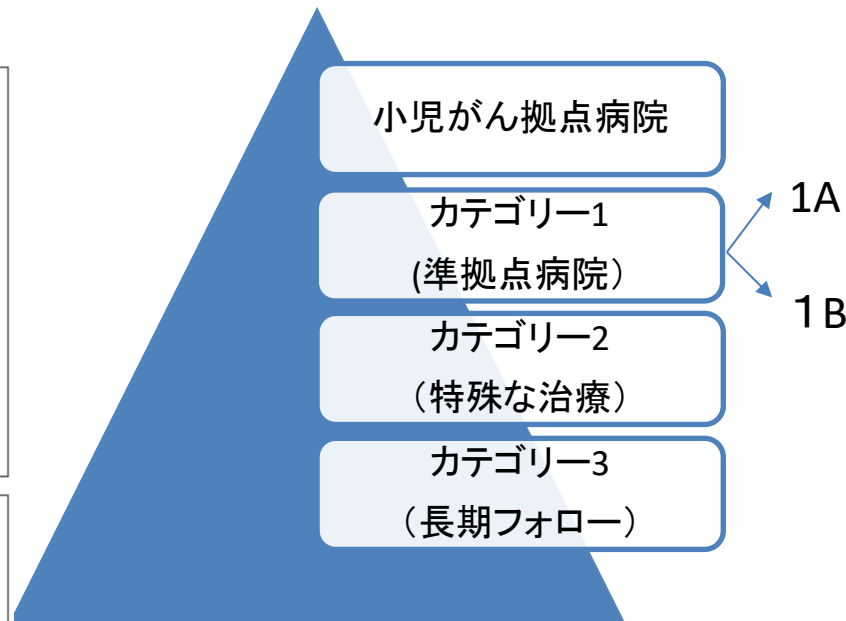 小児がん拠点病院
カテゴリー1
(準拠点病院）
1A
１B
カテゴリー2
（特殊な治療）
カテゴリー3
（長期フォロー）